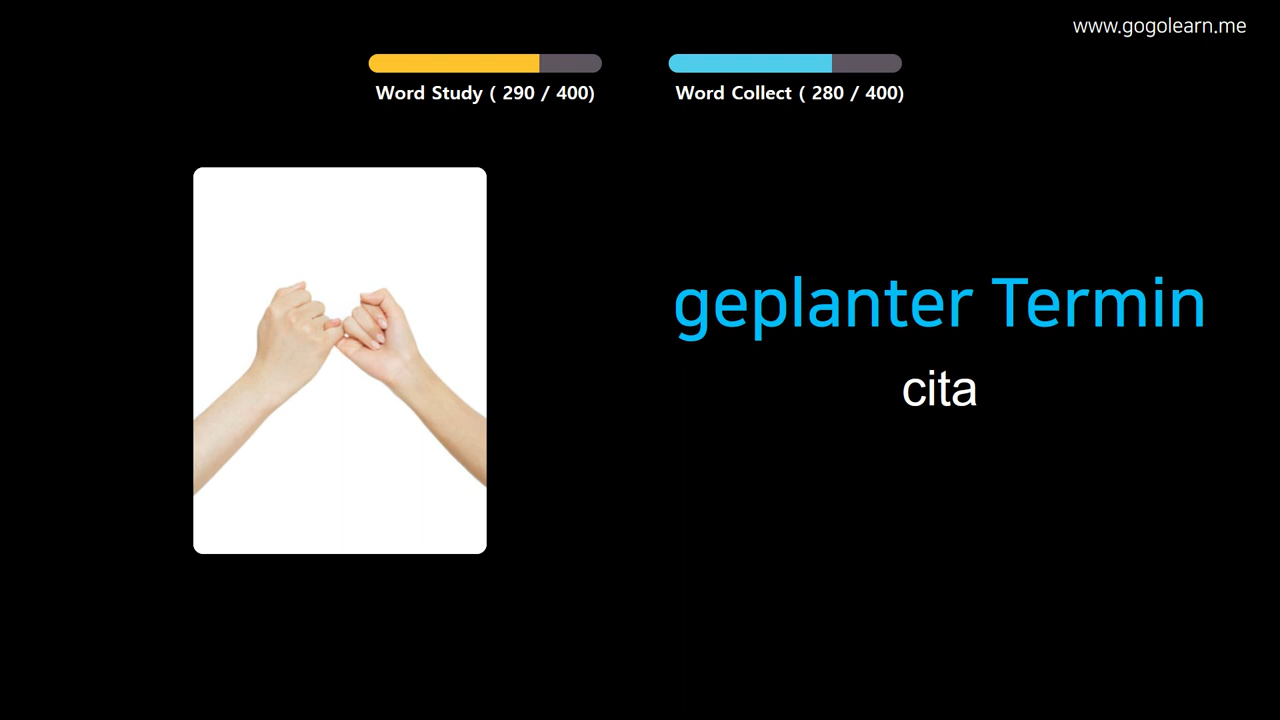 www.gogolearn.me
Word Study ( 290 / 400)
Word Collect ( 280 / 400)
geplanter Termin
cita